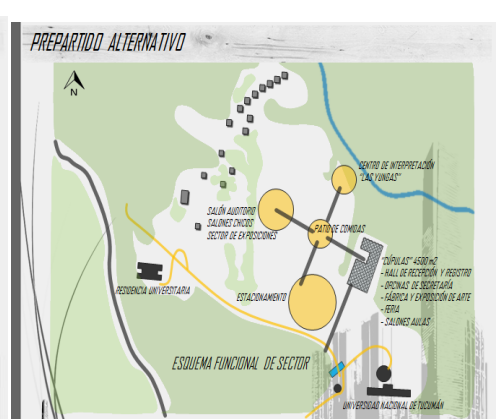 PREPARTIDO ALTERNATIVO
N
CENTRO DE INTERPRETACIÓN
"LAS YUNGAS"
SALÓN AUDITORIO
SALONES CHICOS
SECTOR DE EXPOSICIONES
PATIO DE COMIDAS
"CÚPULAS" 4500 m2
- HALL DE RECEPCIÓN Y REGISTRO
- OFICINAS DE SECRETARÍA
- FÁBRICA Y EXPOSICIÓN DE ARTE
- FERIA
- SALONES AULAS
RESIDENCIA UNIVERSITARIA
ESTACIONAMIENTO
ESQUEMA FUNCIONAL DE SECTOR
UNIVERSIDAD NACIONAL DE TUCUMÁN